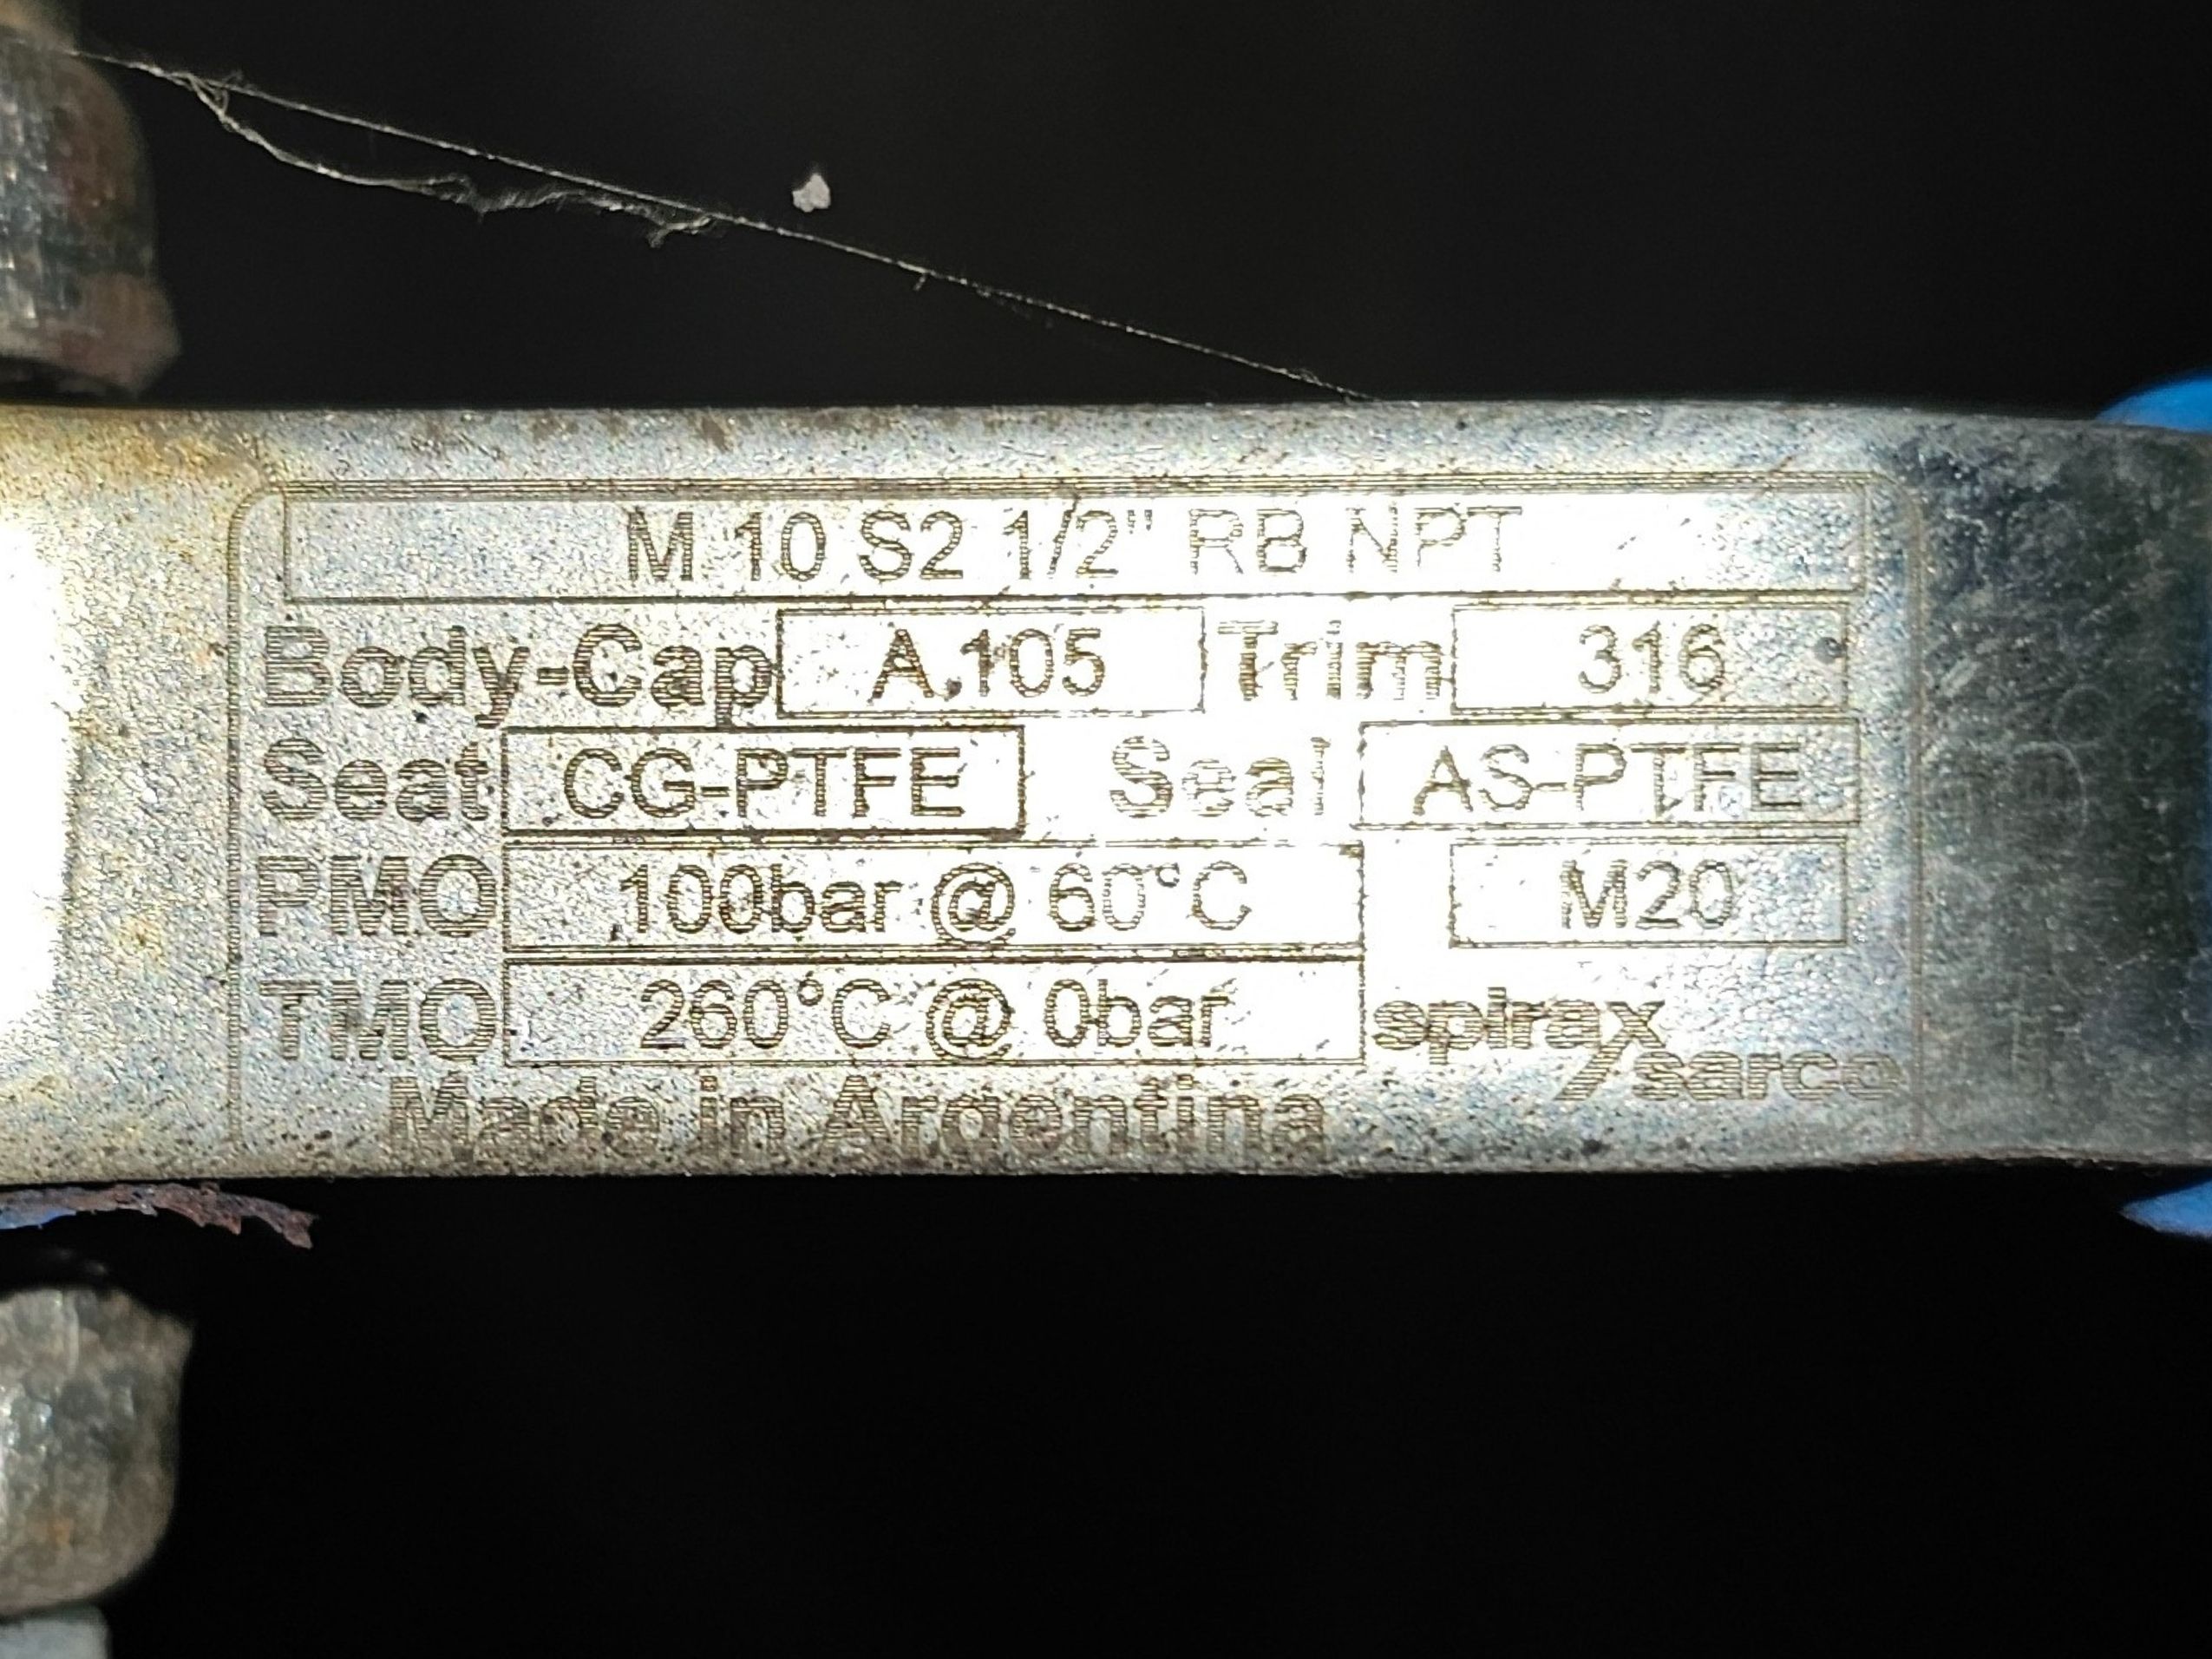 M 10 S2 1/2" RB NPT
Body-Cap A.105 Trim 316
Seat CG-PTFE Seal AS-PTFE
PMO 100bar @ 60°C M20
TMO 260°C @ 0bar spirax sarco
Made in Argentina